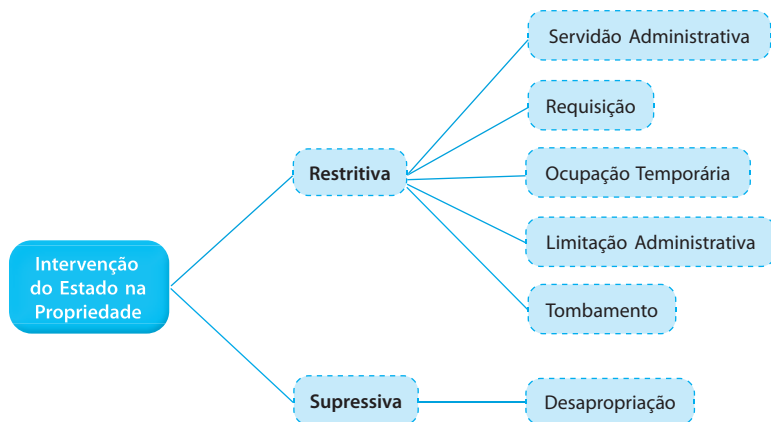 Intervenção
do Estado na
Propriedade
Restritiva
Servidão Administrativa
Requisição
Ocupação Temporária
Limitação Administrativa
Tombamento
Supressiva
Desapropriação